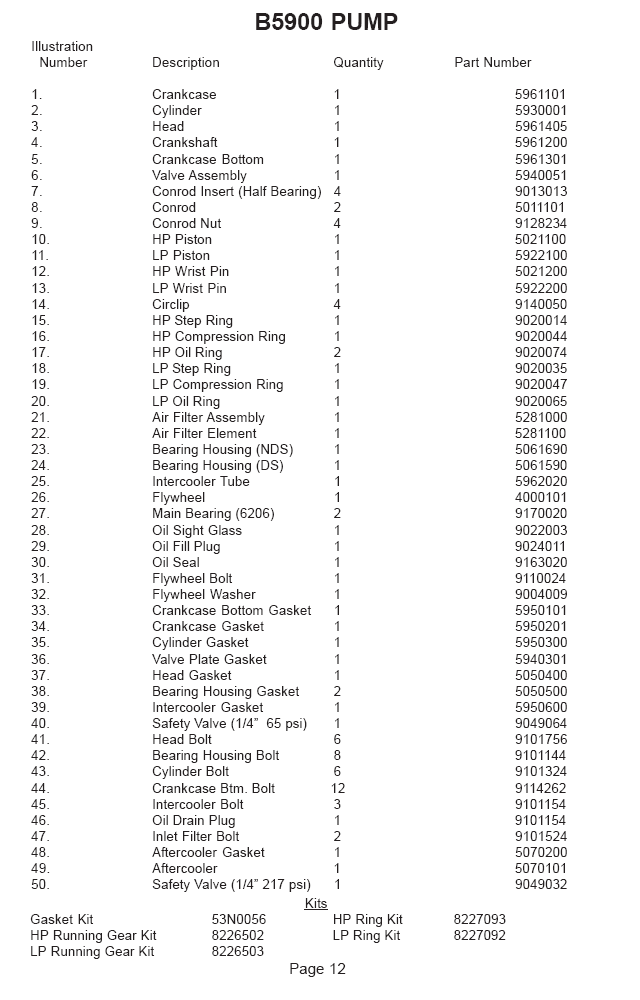 B5900 PUMP
Illustration
Number Description Quantity Part Number
1. Crankcase 1 5961101
2. Cylinder 1 5930001
3. Head 1 5961405
4. Crankshaft 1 5961200
5. Crankcase Bottom 1 5961301
6. Valve Assembly 1 5940051
7. Conrod Insert (Half Bearing) 4 9013013
8. Conrod 2 5011101
9. Conrod Nut 4 9128234
10. HP Piston 1 5021100
11. LP Piston 1 5922100
12. HP Wrist Pin 1 5021200
13. LP Wrist Pin 1 5922200
14. Circlip 4 9140050
15. HP Step Ring 1 9020014
16. HP Compression Ring 1 9020044
17. HP Oil Ring 2 9020074
18. LP Step Ring 1 9020035
19. LP Compression Ring 1 9020047
20. LP Oil Ring 1 9020065
21. Air Filter Assembly 1 5281000
22. Air Filter Element 1 5281100
23. Bearing Housing (NDS) 1 5061690
24. Bearing Housing (DS) 1 5061590
25. Intercooler Tube 1 5962020
26. Flywheel 1 4000101
27. Main Bearing (6206) 2 9170020
28. Oil Sight Glass 1 9022003
29. Oil Fill Plug 1 9024011
30. Oil Seal 1 9163020
31. Flywheel Bolt 1 9110024
32. Flywheel Washer 1 9004009
33. Crankcase Bottom Gasket 1 5950101
34. Crankcase Gasket 1 5950201
35. Cylinder Gasket 1 5950300
36. Valve Plate Gasket 1 5940301
37. Head Gasket 1 5050400
38. Bearing Housing Gasket 2 5050500
39. Intercooler Gasket 1 5950600
40. Safety Valve (1/4” 65 psi) 1 9049064
41. Head Bolt 6 9101756
42. Bearing Housing Bolt 8 9101144
43. Cylinder Bolt 6 9101324
44. Crankcase Btm. Bolt 12 9114262
45. Intercooler Bolt 3 9101154
46. Oil Drain Plug 1 9101154
47. Inlet Filter Bolt 2 9101524
48. Aftercooler Gasket 1 5070200
49. Aftercooler 1 5070101
50. Safety Valve (1/4” 217 psi) 1 9049032
Kits
Gasket Kit 53N0056 HP Ring Kit 8227093
HP Running Gear Kit 8226502 LP Ring Kit 8227092
LP Running Gear Kit 8226503
Page 12